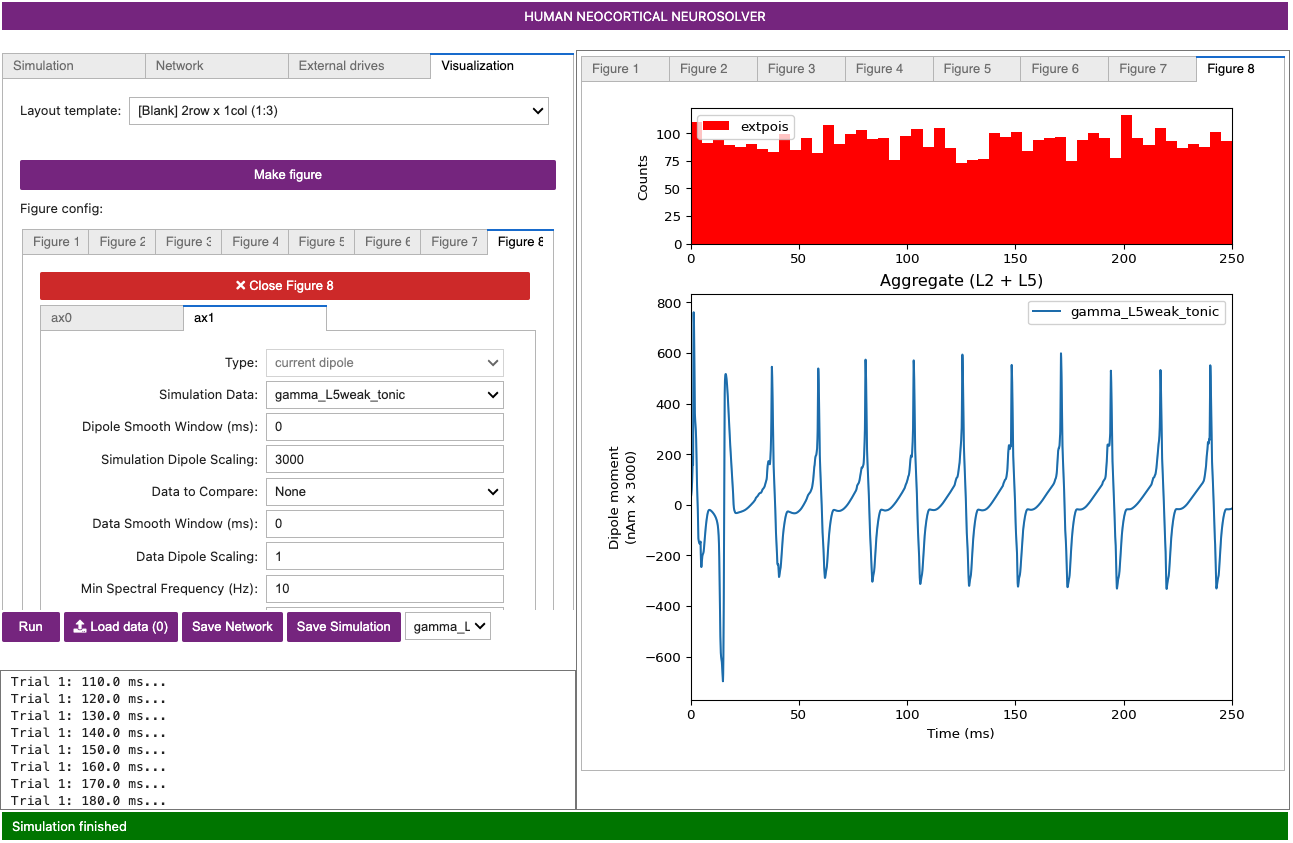 HUMAN NEOCORTICAL NEUROSOLVER
Simulation
Network
External drives
Visualization
Layout template:
[Blank] 2row x 1col (1:3)
Make figure
Figure config:
Figure 1
Figure 2
Figure 3
Figure 4
Figure 5
Figure 6
Figure 7
Figure 8
Close Figure 8
ax0
ax1
Type:
current dipole
Simulation Data:
gamma_L5weak_tonic
Dipole Smooth Window (ms):
0
Simulation Dipole Scaling:
3000
Data to Compare:
None
Data Smooth Window (ms):
0
Data Dipole Scaling:
1
Min Spectral Frequency (Hz):
10
Run
Load data (0)
Save Network
Save Simulation
gamma_L
Trial 1: 110.0 ms...
Trial 1: 120.0 ms...
Trial 1: 130.0 ms...
Trial 1: 140.0 ms...
Trial 1: 150.0 ms...
Trial 1: 160.0 ms...
Trial 1: 170.0 ms...
Trial 1: 180.0 ms...
Figure 1
Figure 2
Figure 3
Figure 4
Figure 5
Figure 6
Figure 7
Figure 8
extpois
Counts
100
75
50
25
0
0
50
100
150
200
250
Aggregate (L2 + L5)
gamma_L5weak_tonic
Dipole moment
(nAm × 3000)
800
600
400
200
0
−200
−400
−600
0
50
100
150
200
250
Time (ms)
Simulation finished